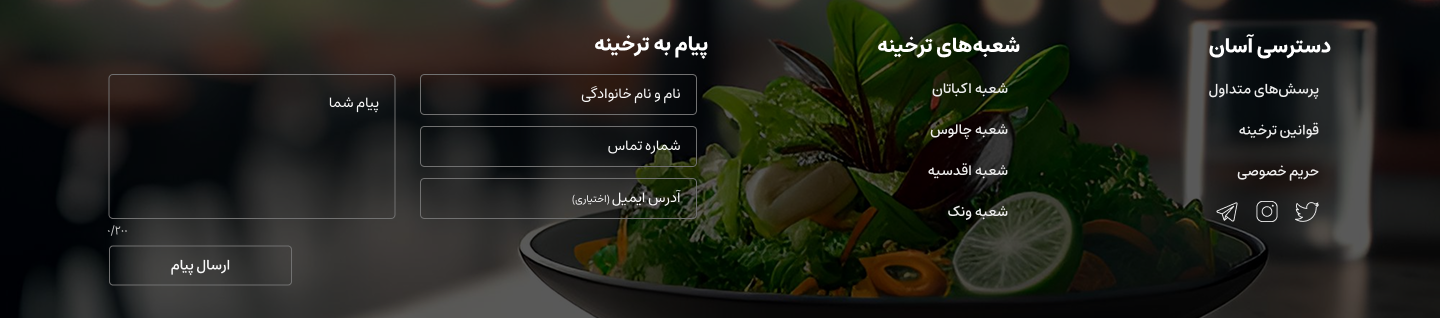 دسترسی آسان
پرسش‌های متداول
قوانین ترخینه
حریم خصوصی
شعبه‌های ترخینه
شعبه اکباتان
شعبه چالوس
شعبه اقدسیه
شعبه ونک
پیام به ترخینه
نام و نام خانوادگی
شماره تماس
آدرس ایمیل (اختیاری)
پیام شما
۰/۲۰۰
ارسال پیام